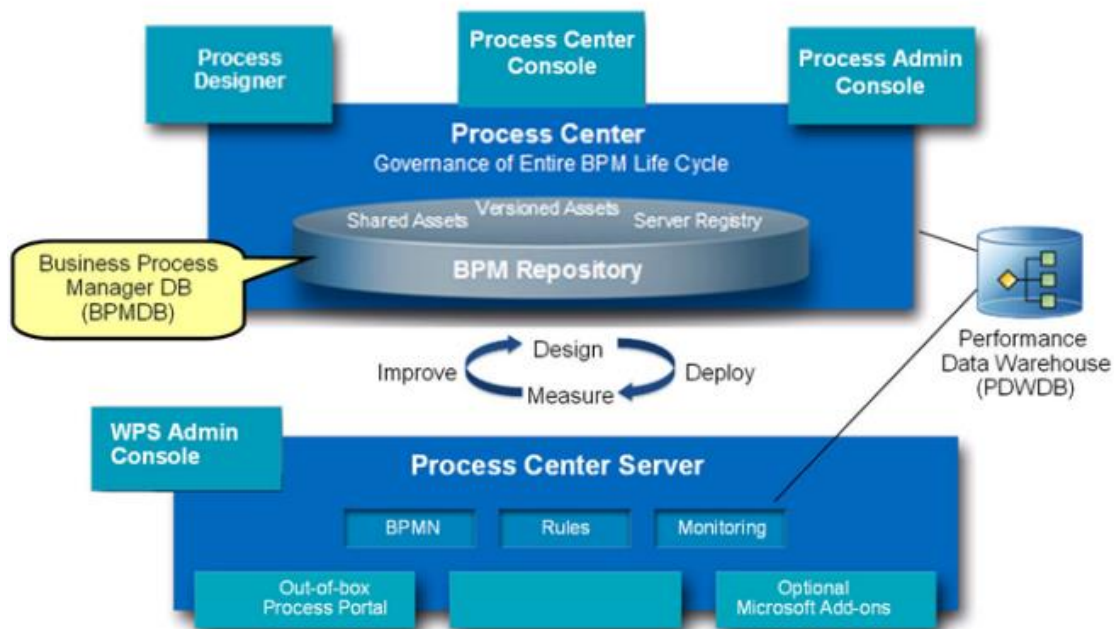 Process
Designer
Process Center
Console
Process Admin
Console
Process Center
Governance of Entire BPM Life Cycle
Shared Assets
Versioned Assets
Server Registry
BPM Repository
Business Process
Manager DB
(BPMDB)
Performance
Data Warehouse
(PDWDB)
Improve
Design
Measure
Deploy
WPS Admin
Console
Process Center Server
BPMN
Rules
Monitoring
Out-of-box
Process Portal
Optional
Microsoft Add-ons